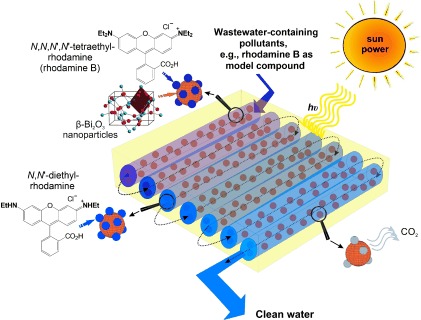 N,N,N',N'-tetraethyl-
rhodamine
(rhodamine B)
Et₂N
Cl⁻
+
NEt₂
O
CO₂H
β-Bi₂O₃
nanoparticles
Wastewater-containing
pollutants,
e.g., rhodamine B as
model compound
sun
power
hυ
N,N'-diethyl-
rhodamine
EtHN
O
Cl⁻
+
NHEt
CO₂H
CO₂
Clean water